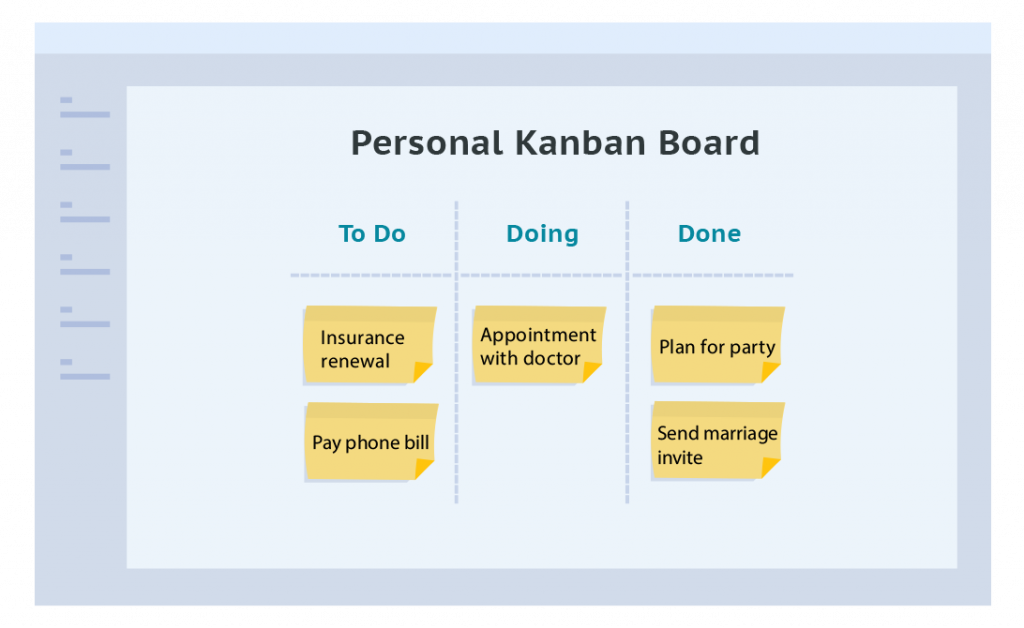 Personal Kanban Board
To Do
Doing
Done
Insurance
renewal
Pay phone bill
Appointment
with doctor
Plan for party
Send marriage
invite